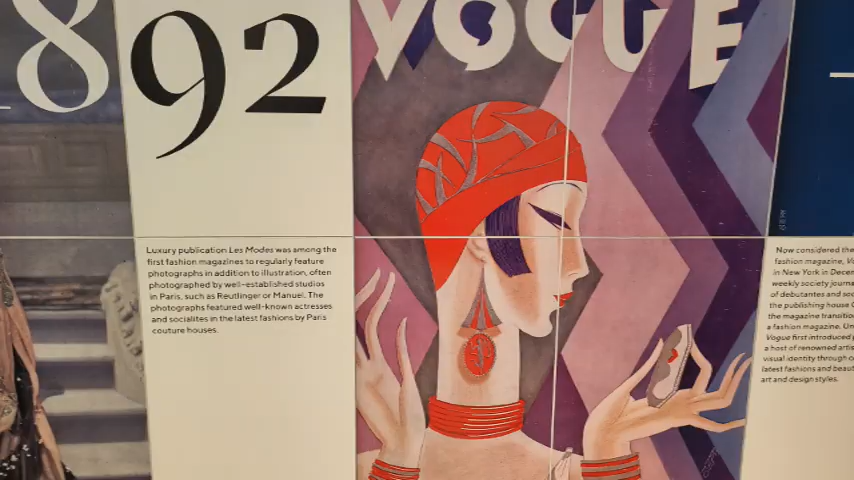 8
92
VOGUE
Luxury publication Les Modes was among the
first fashion magazines to regularly feature
photographs in addition to illustration, often
photographed by well-established studios
in Paris, such as Reutlinger or Manuel. The
photographs featured well-known actresses
and socialites in the latest fashions by Paris
couture houses.
Now considered the
fashion magazine,
in New York in
weekly society
of debutantes and
the publishing house
the magazine
a fashion magazine.
Vogue first introduced
a host of renowned
visual identity through
latest fashions and
art and design styles.